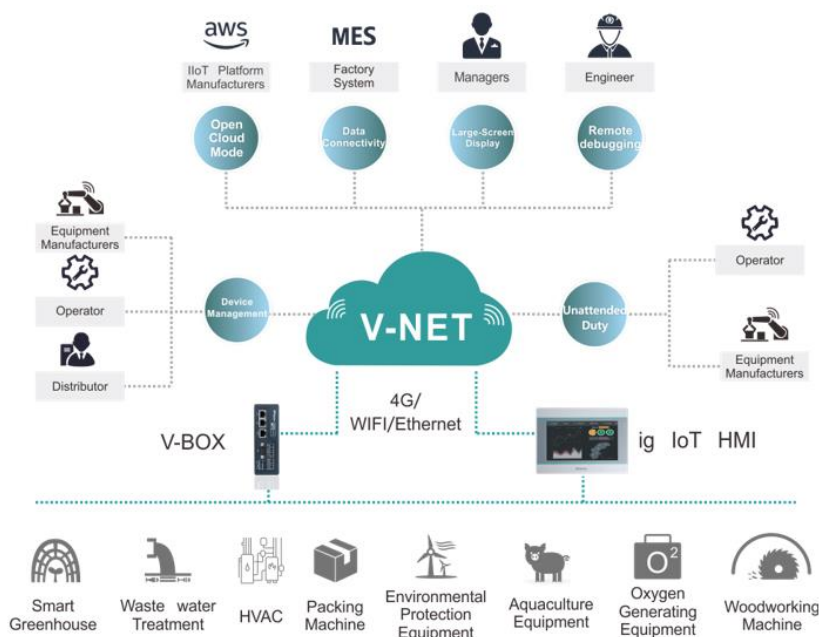 aws
MES
IIoT Platform
Manufacturers
Factory
System
Managers
Engineer
Open
Cloud
Mode
Data
Connectivity
Large-Screen
Display
Remote
debugging
Equipment
Manufacturers
Operator
Distributor
Device
Management
V-NET
Unattended
Duty
Operator
Equipment
Manufacturers
4G/
WIFI/Ethernet
V-BOX
ig IoT HMI
Smart
Greenhouse
Waste water
Treatment
HVAC
Packing
Machine
Environmental
Protection
Equipment
Aquaculture
Equipment
O2
Oxygen
Generating
Equipment
Woodworking
Machine